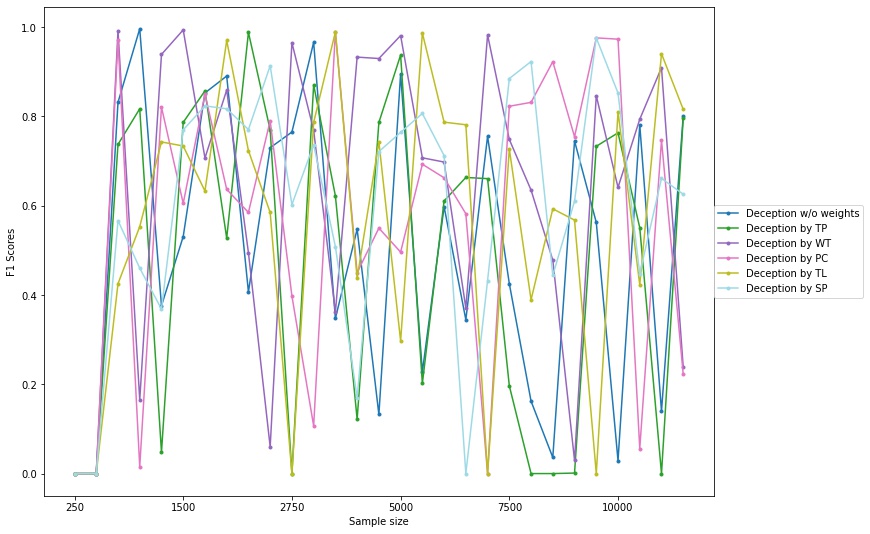 1.0
0.8
0.6
0.4
0.2
0.0
F1 Scores
250
1500
2750
5000
7500
10000
Sample size
Deception w/o weights
Deception by TP
Deception by WT
Deception by PC
Deception by TL
Deception by SP